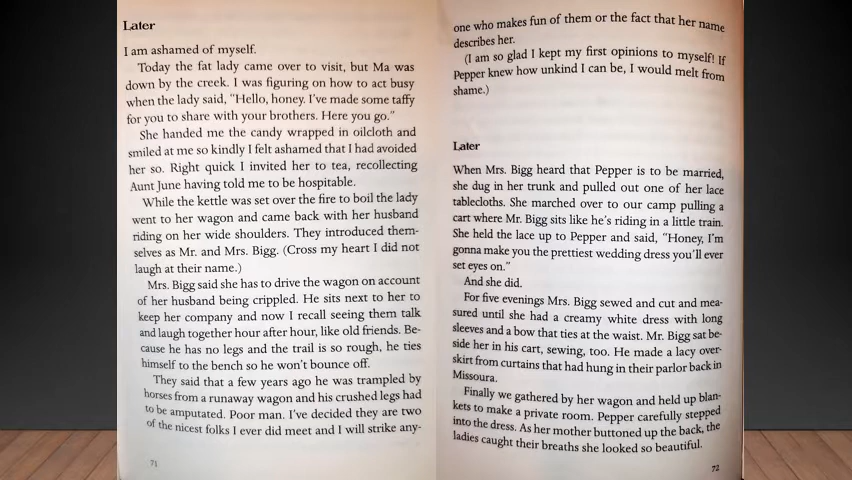 Later
I am ashamed of myself.
Today the fat lady came over to visit, but Ma was
down by the creek. I was figuring on how to act busy
when the lady said, “Hello, honey. I've made some taffy
for you to share with your brothers. Here you go.”
She handed me the candy wrapped in oilcloth and
smiled at me so kindly I felt ashamed that I had avoided
her so. Right quick I invited her to tea, recollecting
Aunt June having told me to be hospitable.
While the kettle was set over the fire to boil the lady
went to her wagon and came back with her husband
riding on her wide shoulders. They introduced them-
selves as Mr. and Mrs. Bigg. (Cross my heart I did not
laugh at their name.)
Mrs. Bigg said she has to drive the wagon on account
of her husband being crippled. He sits next to her to
keep her company and now I recall seeing them talk
and laugh together hour after hour, like old friends. Be-
cause he has no legs and the trail is so rough, he ties
himself to the bench so he won't bounce off.
They said that a few years ago he was trampled by
horses from a runaway wagon and his crushed legs had
to be amputated. Poor man. I've decided they are two
of the nicest folks I ever did meet and I will strike any-
71
one who makes fun of them or the fact that her name
describes her.
(I am so glad I kept my first opinions to myself! If
Pepper knew how unkind I can be, I would melt from
shame.)
Later
When Mrs. Bigg heard that Pepper is to be married,
she dug in her trunk and pulled out one of her lace
tablecloths. She marched over to our camp pulling a
cart where Mr. Bigg sits like he's riding in a little train.
She held the lace up to Pepper and said, “Honey, I'm
gonna make you the prettiest wedding dress you'll ever
set eyes on.”
And she did.
For five evenings Mrs. Bigg sewed and cut and mea-
sured until she had a creamy white dress with long
sleeves and a bow that ties at the waist. Mr. Bigg sat be-
side her in his cart, sewing, too. He made a lacy over-
skirt from curtains that had hung in their parlor back in
Missoura.
Finally we gathered by her wagon and held up blan-
kets to make a private room. Pepper carefully stepped
into the dress. As her mother buttoned up the back, the
ladies caught their breaths she looked so beautiful.
72